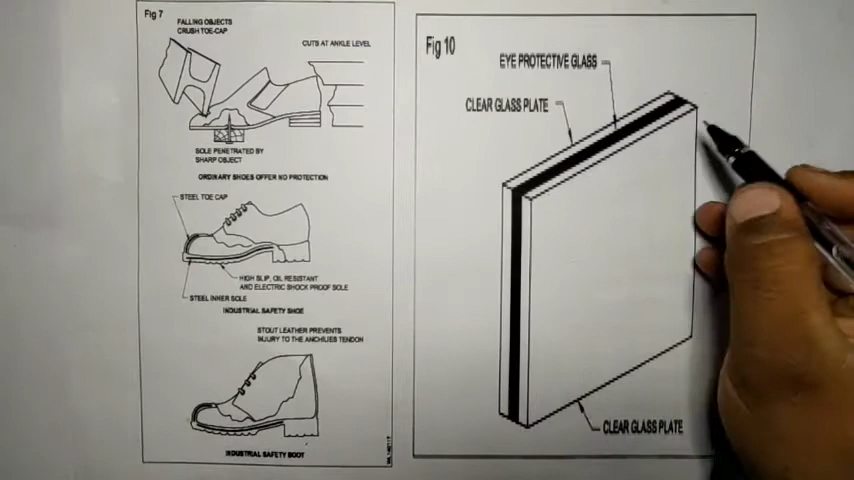 Fig 7
FALLING OBJECTS
CRUSH TOE-CAP
CUTS AT ANKLE LEVEL
SOLE PENETRATED BY
SHARP OBJECT
ORDINARY SHOES OFFER NO PROTECTION
STEEL TOE CAP
HIGH SLIP, OIL RESISTANT
AND ELECTRIC SHOCK PROOF SOLE
STEEL INNER SOLE
INDUSTRIAL SAFETY SHOE
STOUT LEATHER PREVENTS
INJURY TO THE ANCHILIES TENDON
INDUSTRIAL SAFETY BOOT
Fig 10
EYE PROTECTIVE GLASS
CLEAR GLASS PLATE
CLEAR GLASS PLATE